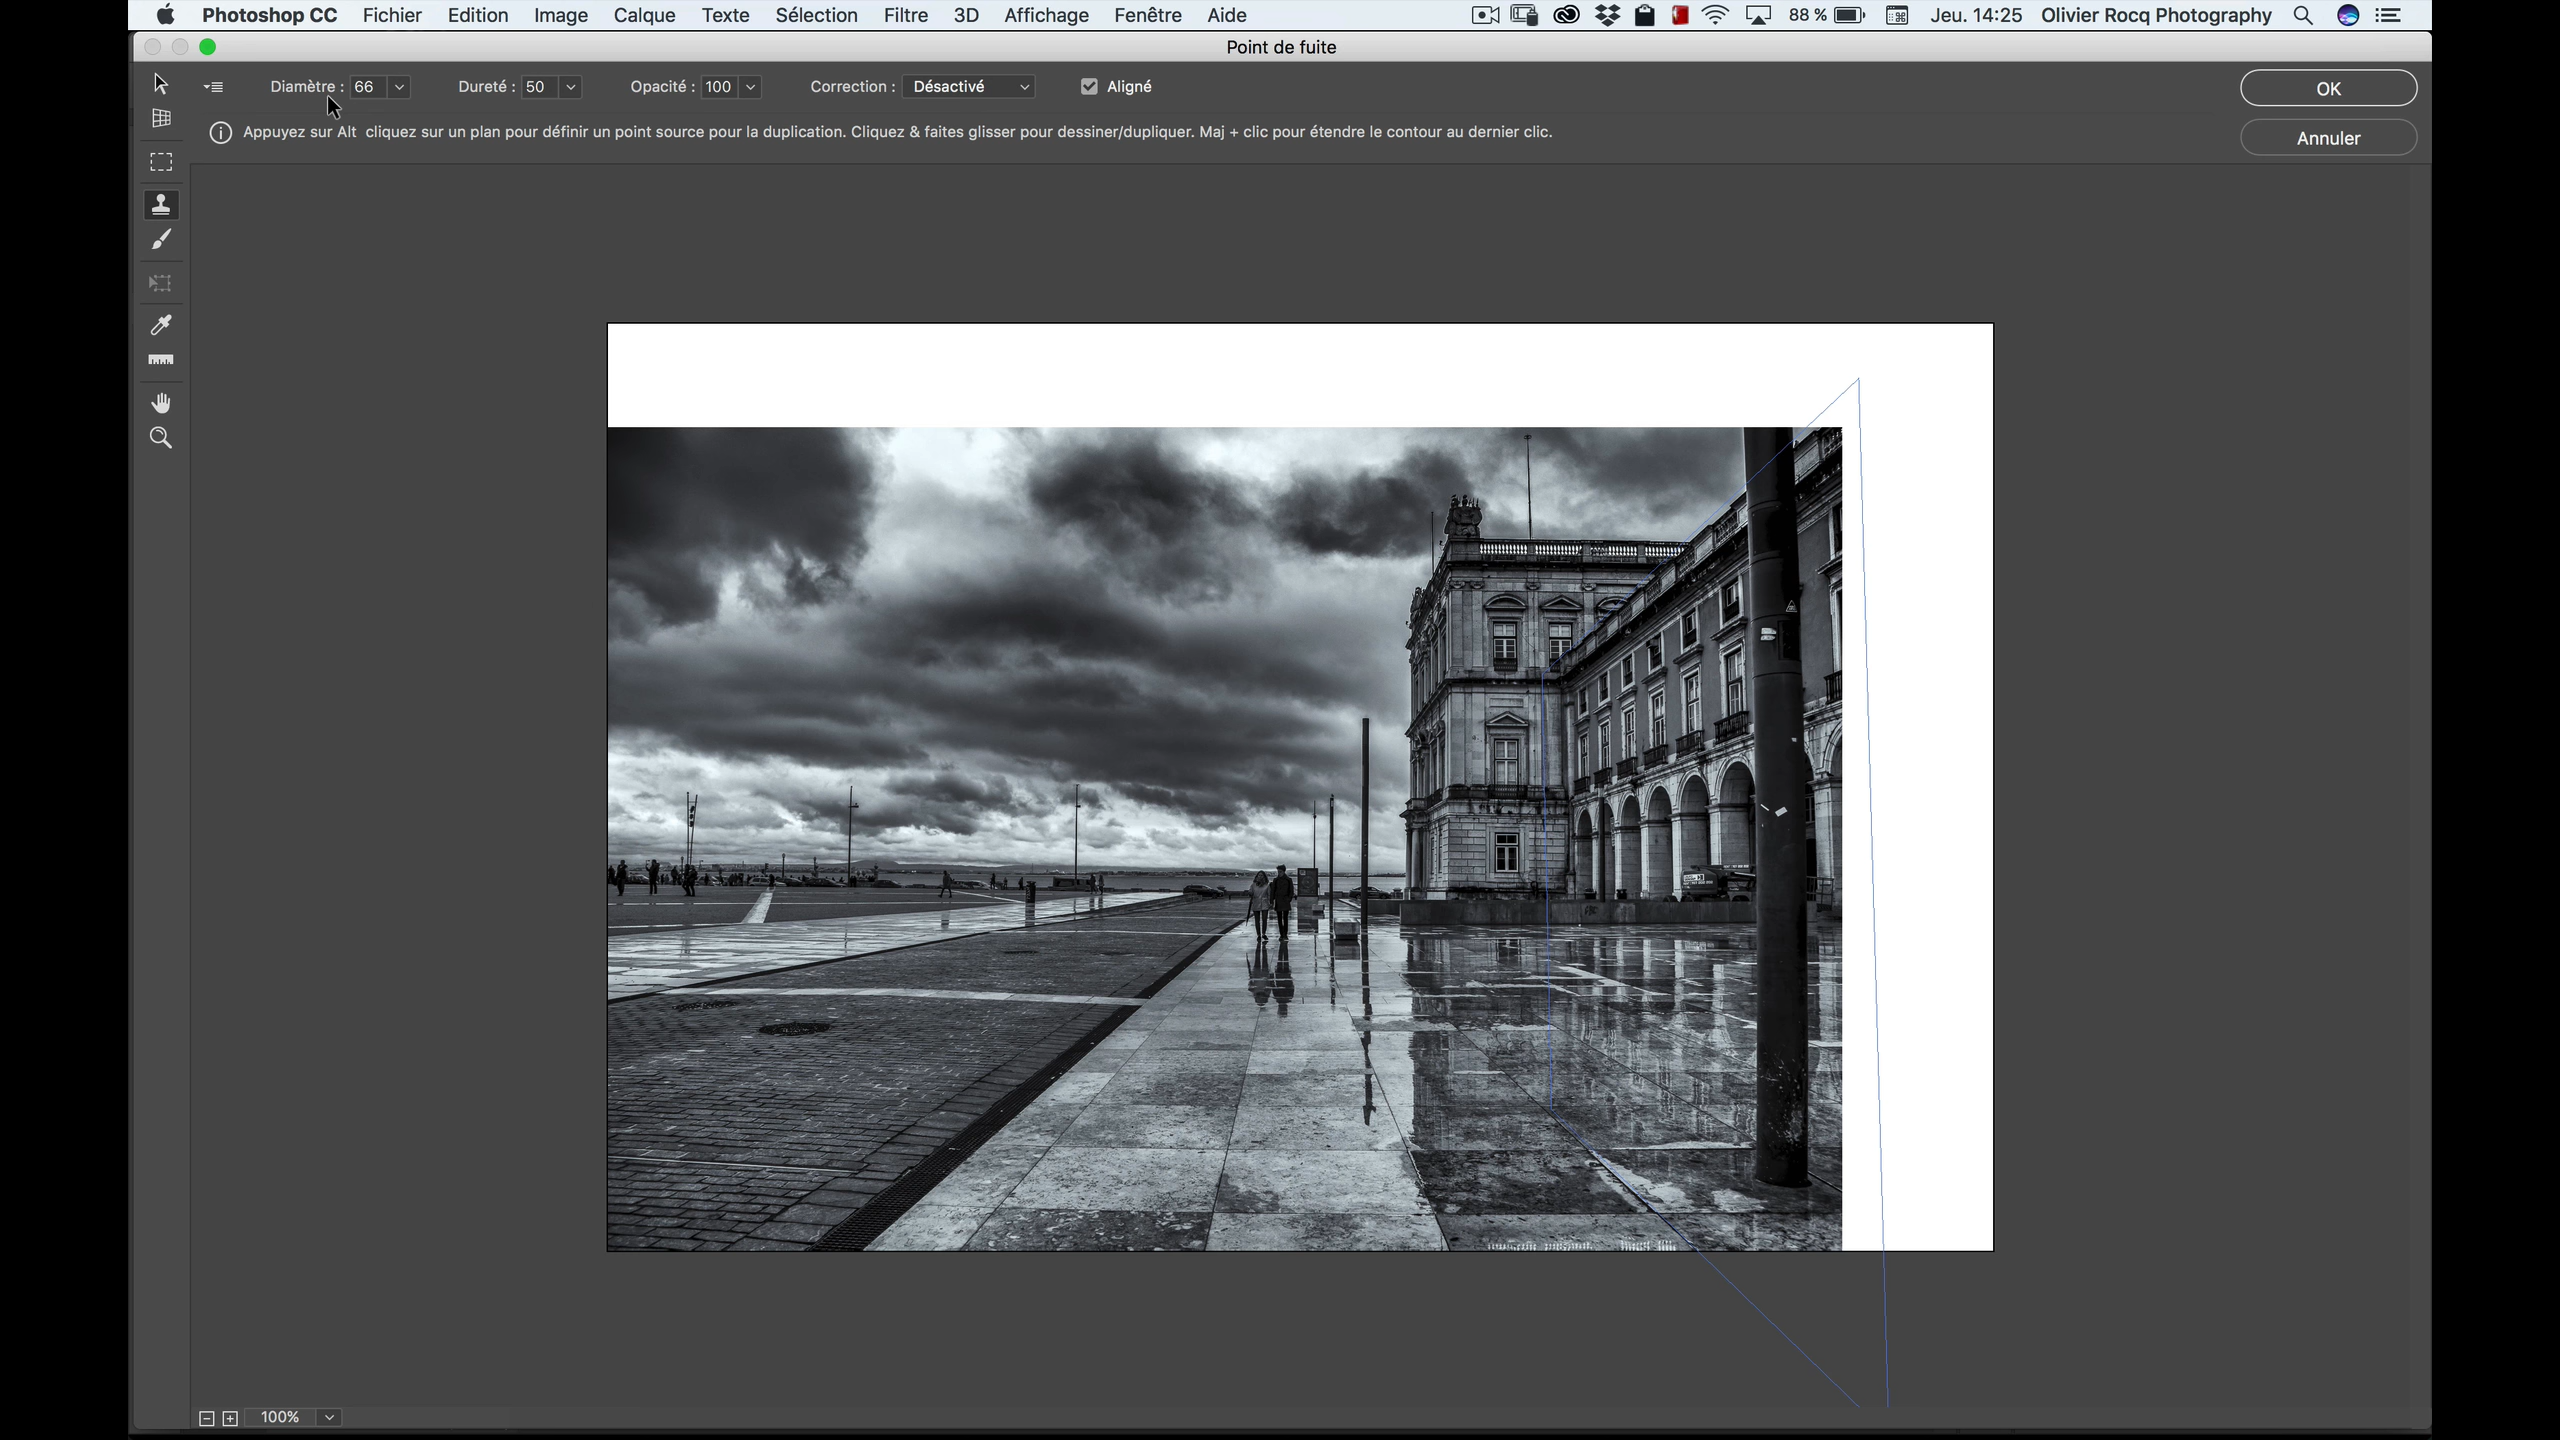 Photoshop CC Fichier Edition Image Calque Texte Sélection Filtre 3D Affichage Fenêtre Aide 88 % Jeu. 14:25 Olivier Rocq Photography
Point de fuite
Diamètre : 66 Dureté : 50 Opacité : 100 Correction : Désactivé Aligné OK
Appuyez sur Alt cliquez sur un plan pour définir un point source pour la duplication. Cliquez & faites glisser pour dessiner/dupliquer. Maj + clic pour étendre le contour au dernier clic.
Annuler
100%